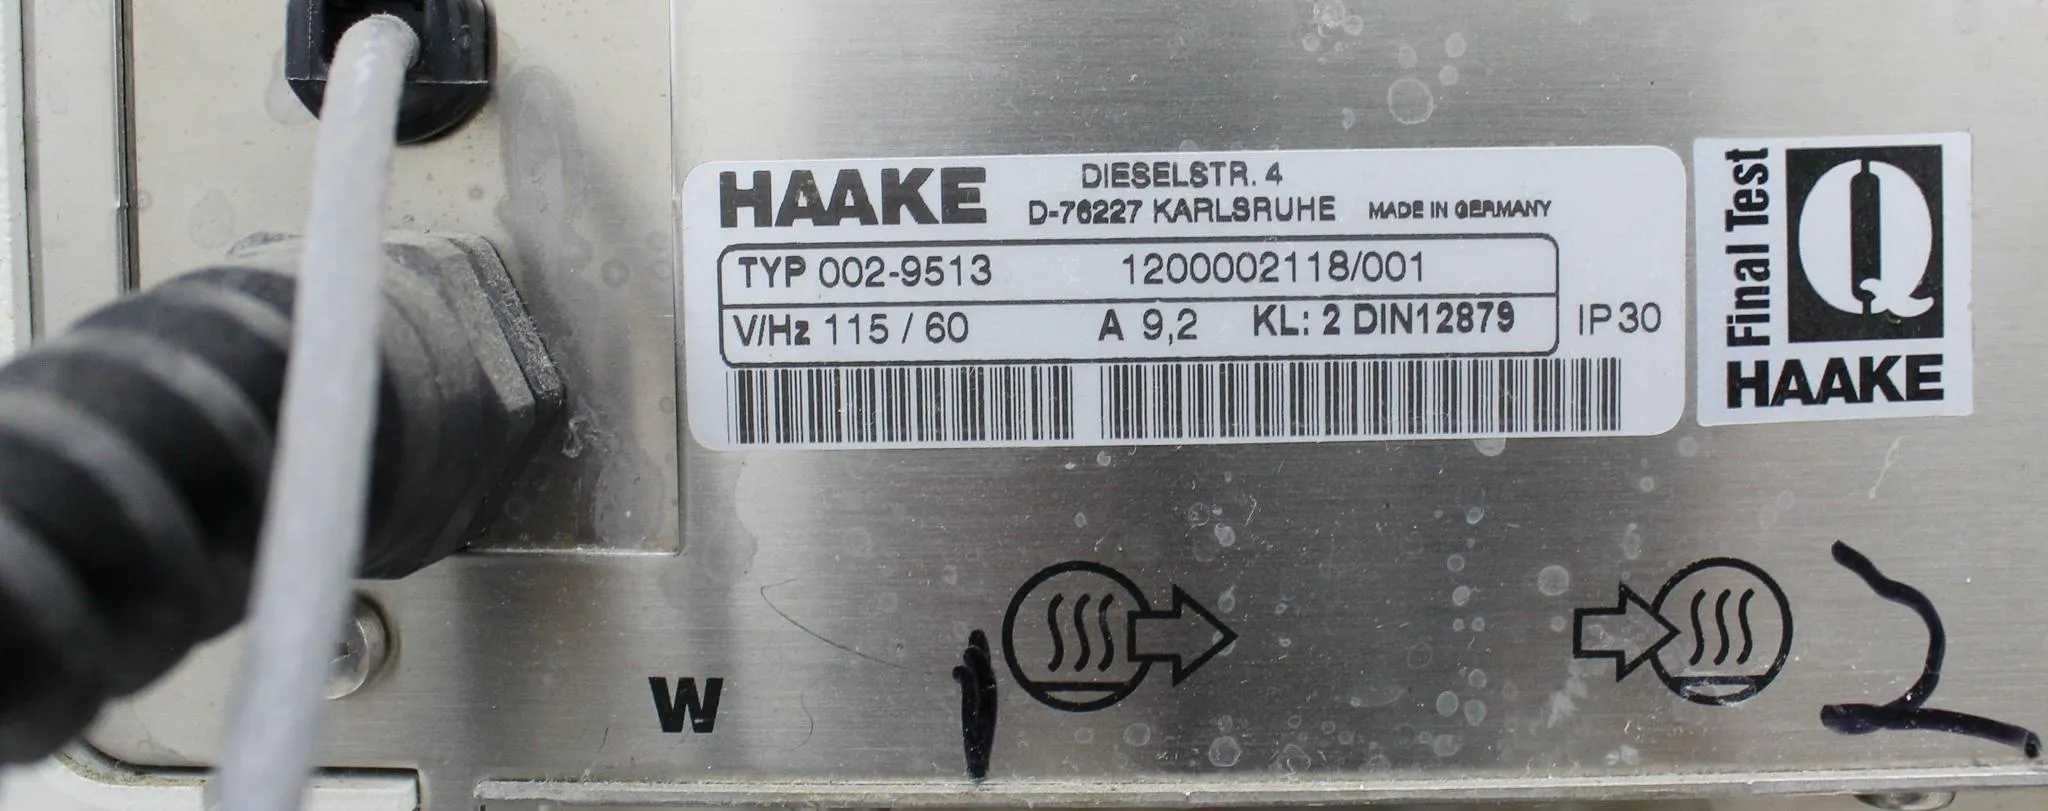 HAAKE
DIESELSTR. 4
D-76227 KARLSRUHE MADE IN GERMANY
TYP 002-9513 1200002118/001
V/Hz 115 / 60 A 9,2 KL: 2 DIN12879 IP30
Final Test
Q
HAAKE
W
1
2